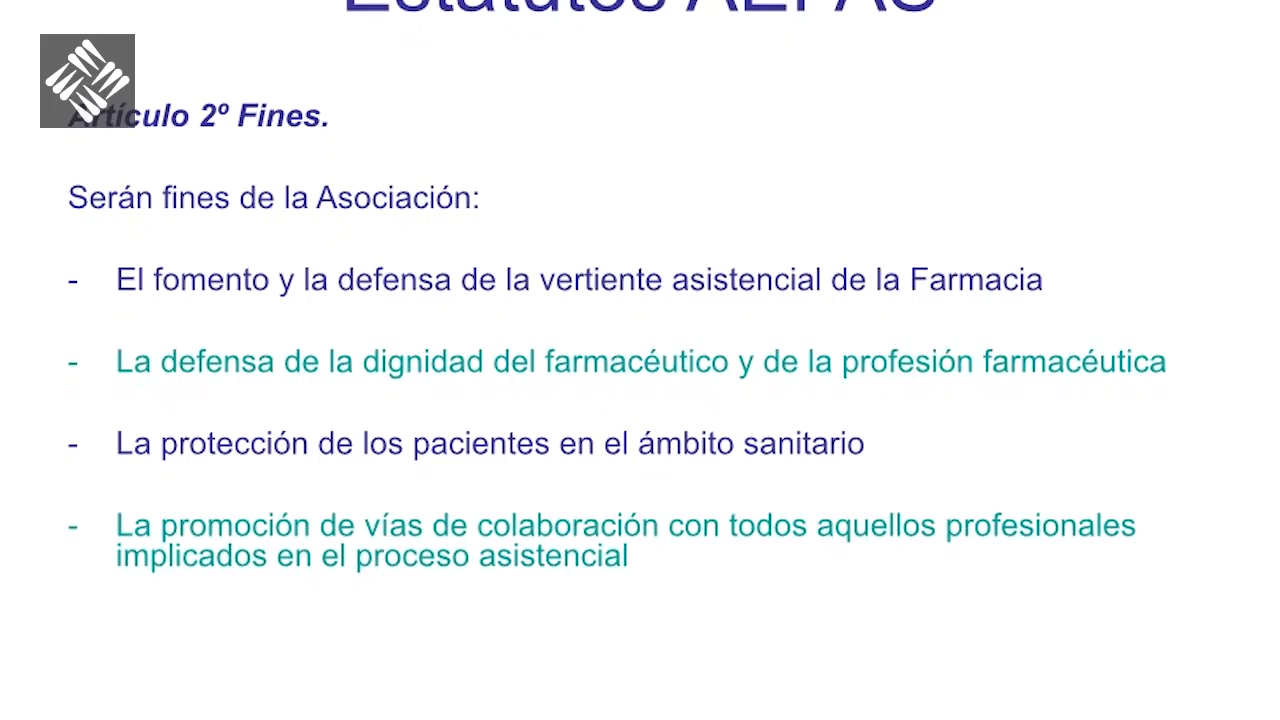 Estatutos AEFAS
Artículo 2º Fines.
Serán fines de la Asociación:
- El fomento y la defensa de la vertiente asistencial de la Farmacia
- La defensa de la dignidad del farmacéutico y de la profesión farmacéutica
- La protección de los pacientes en el ámbito sanitario
- La promoción de vías de colaboración con todos aquellos profesionales
implicados en el proceso asistencial